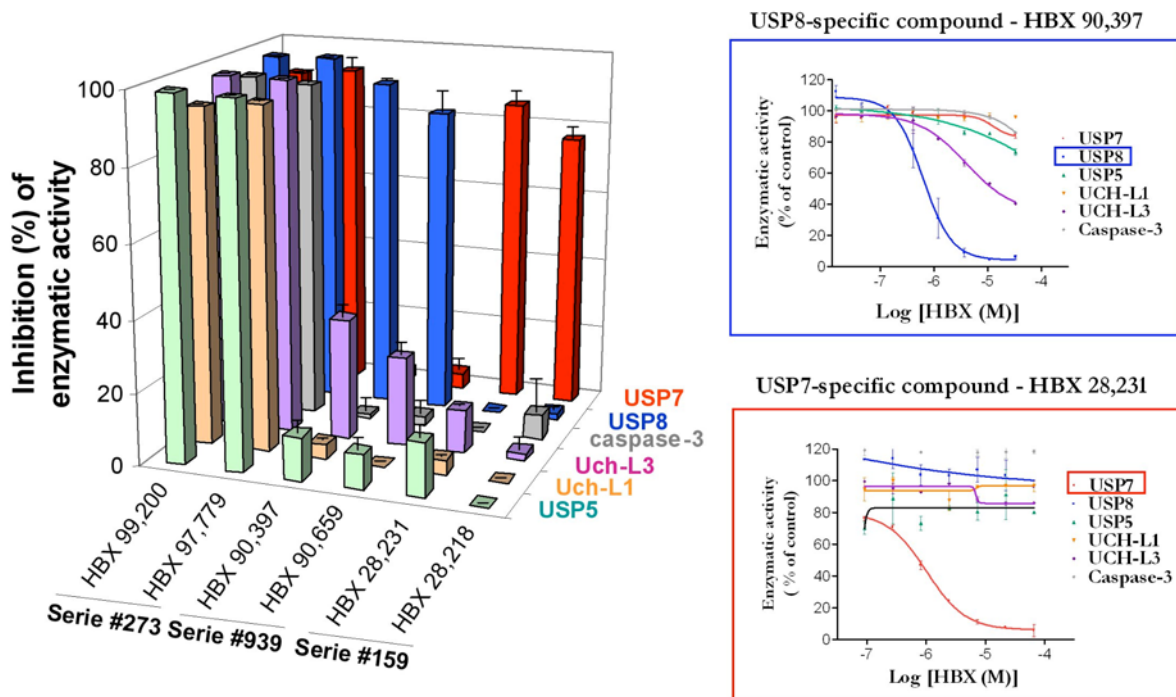 Inhibition (%) of
enzymatic activity
100
80
60
40
20
0
USP7
USP8
caspase-3
Uch-L3
Uch-L1
USP5
HBX 99,200
HBX 97,779
HBX 90,397
HBX 90,659
HBX 28,231
HBX 28,218
Serie #273
Serie #939
Serie #159
USP8-specific compound - HBX 90,397
Enzymatic activity
(% of control)
120
100
80
60
40
20
0
-7
-6
-5
-4
Log [HBX (M)]
USP7
USP8
USP5
UCH-L1
UCH-L3
Caspase-3
USP7-specific compound - HBX 28,231
Enzymatic activity
( % of control)
120
100
80
60
40
20
0
-7
-6
-5
-4
Log [HBX (M)]
USP7
USP8
USP5
UCH-L1
UCH-L3
Caspase-3